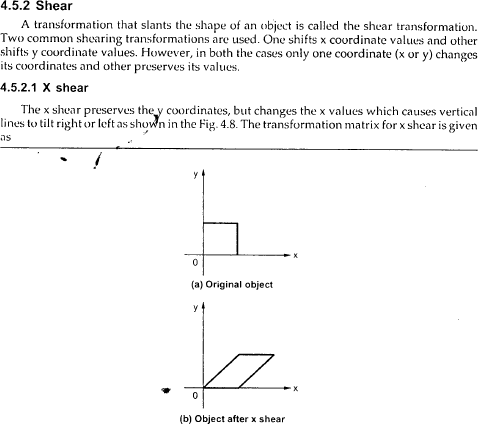 4.5.2 Shear
A transformation that slants the shape of an object is called the shear transformation.
Two common shearing transformations are used. One shifts x coordinate values and other
shifts y coordinate values. However, in both the cases only one coordinate (x or y) changes
its coordinates and other preserves its values.
4.5.2.1 X shear
The x shear preserves the y coordinates, but changes the x values which causes vertical
lines to tilt right or left as shown in the Fig. 4.8. The transformation matrix for x shear is given
as
y
x
0
(a) Original object
y
x
0
(b) Object after x shear